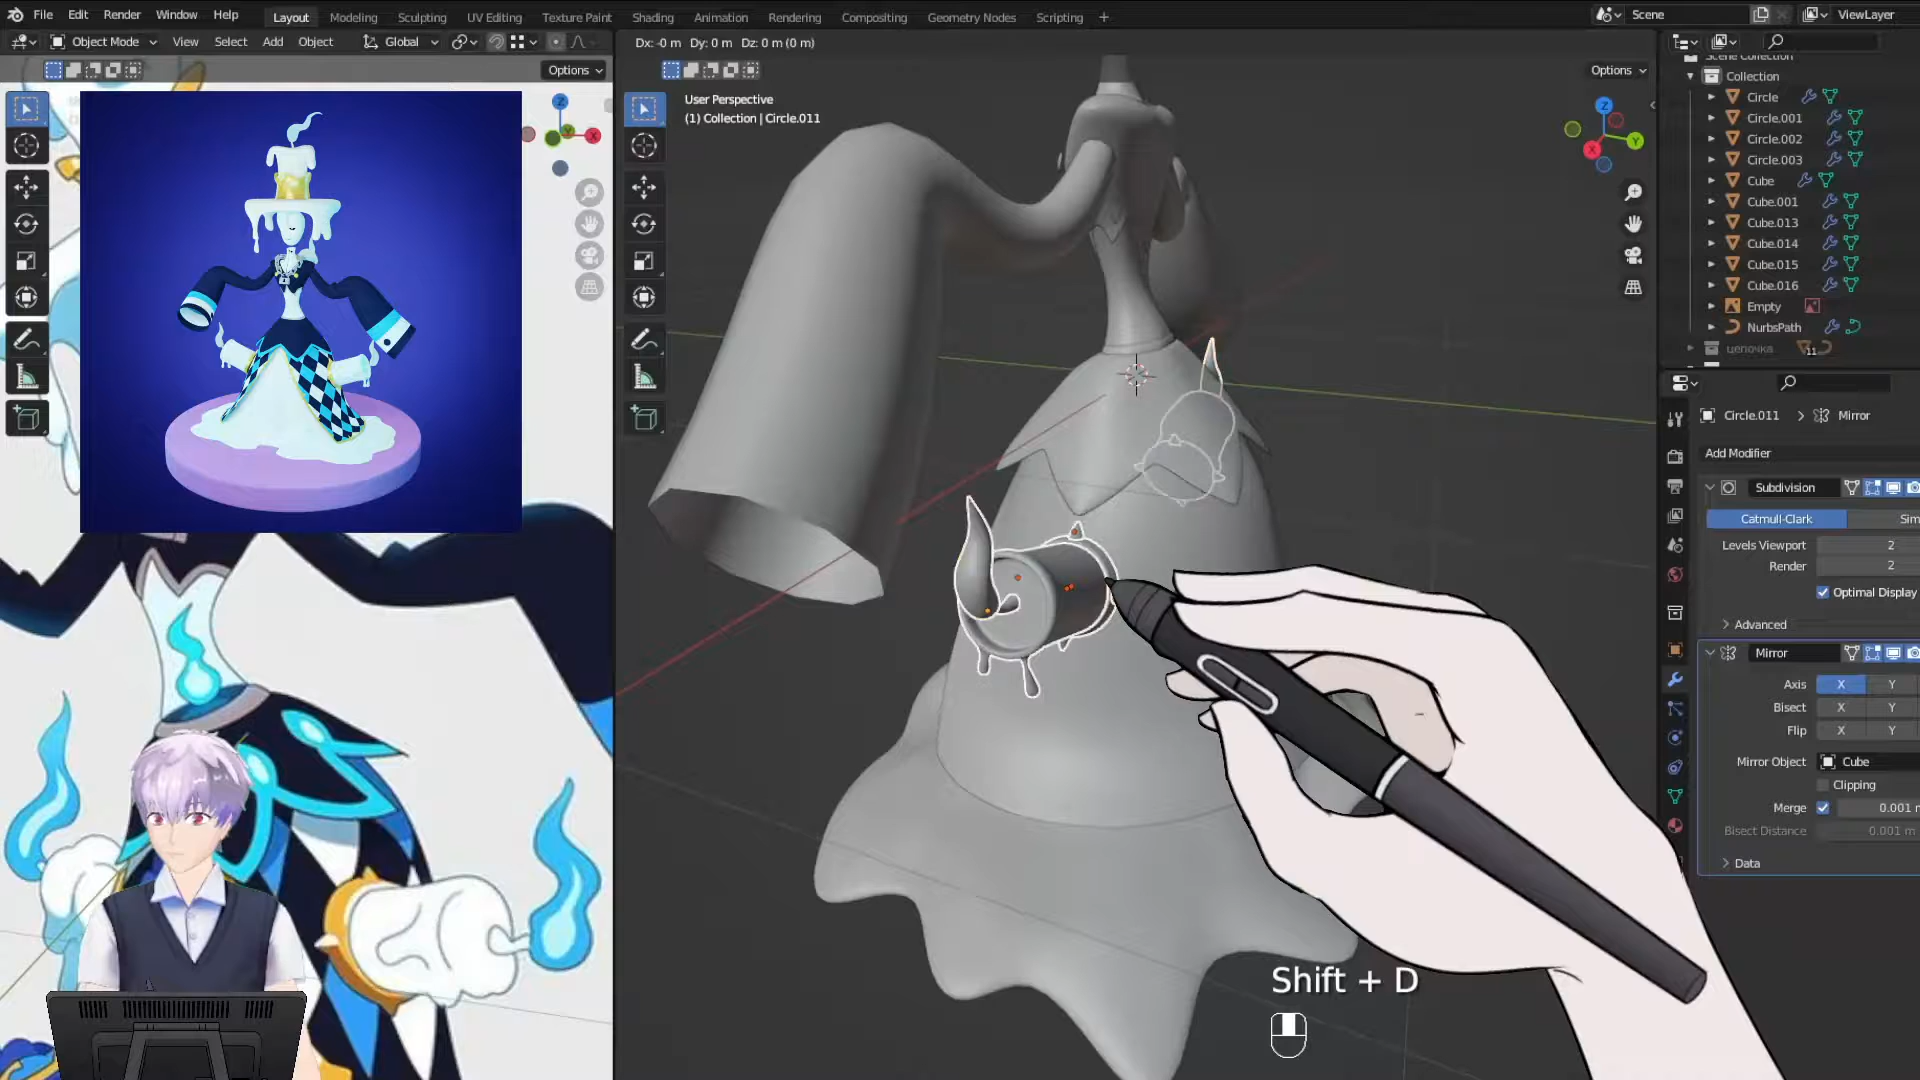 File Edit Render Window Help Layout Modeling Sculpting UV Editing Texture Paint Shading Animation Rendering Compositing Geometry Nodes Scripting + Scene ViewLayer
Object Mode View Select Add Object Global Dx: -0 m Dy: 0 m Dz: 0 m (0 m)
Options Options
User Perspective
(1) Collection | Circle.011
Z
X
Z
Y
X
Scene Collection
Collection
Circle
Circle.001
Circle.002
Circle.003
Cube
Cube.001
Cube.013
Cube.014
Cube.015
Cube.016
Empty
NurbsPath
цепочка 11
Circle.011 > Mirror
Add Modifier
Subdivision
Catmull-Clark Sim
Levels Viewport 2
Render 2
Optimal Display
Advanced
Mirror
Axis X Y
Bisect X Y
Flip X Y
Mirror Object Cube
Clipping
Merge 0.001 m
Bisect Distance 0.001 m
Data
Shift + D